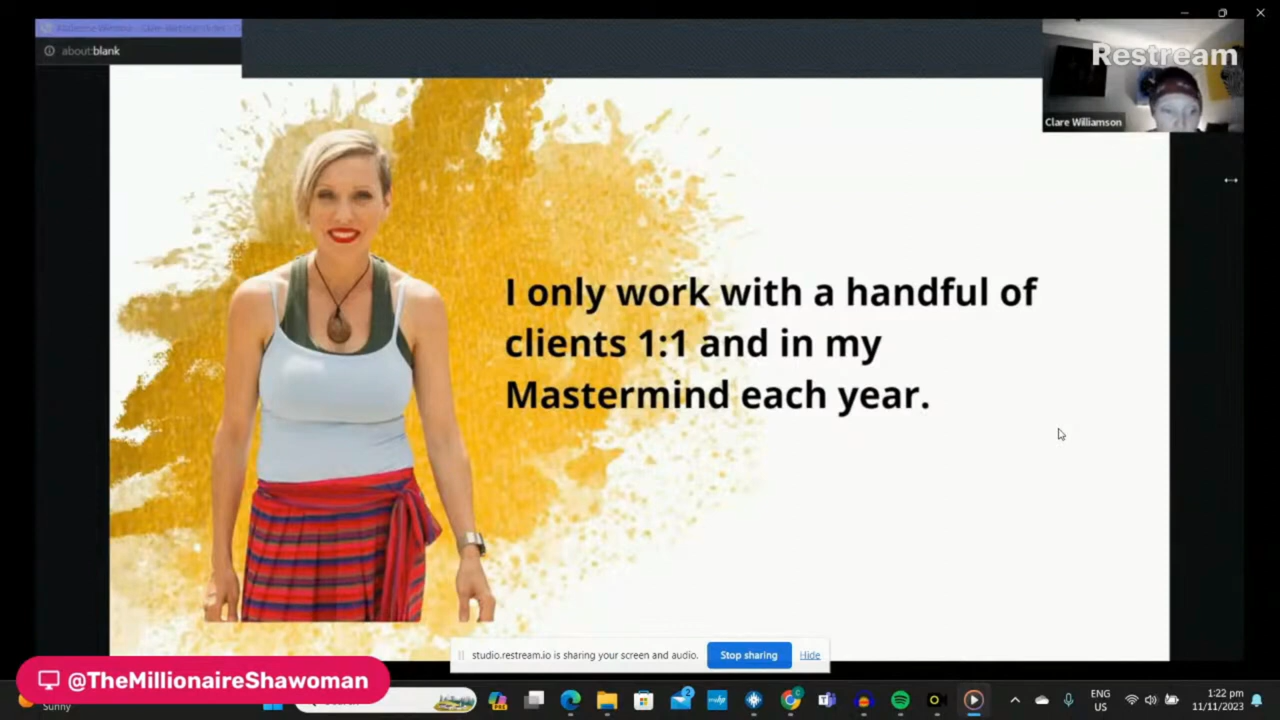 about:blank
Restream
Clare Williamson
I only work with a handful of
clients 1:1 and in my
Mastermind each year.
studio.restream.io is sharing your screen and audio.
Stop sharing
Hide
@TheMillionaireShawoman
Sunny
2
PRE
ENG
US
1:22 pm
11/11/2023